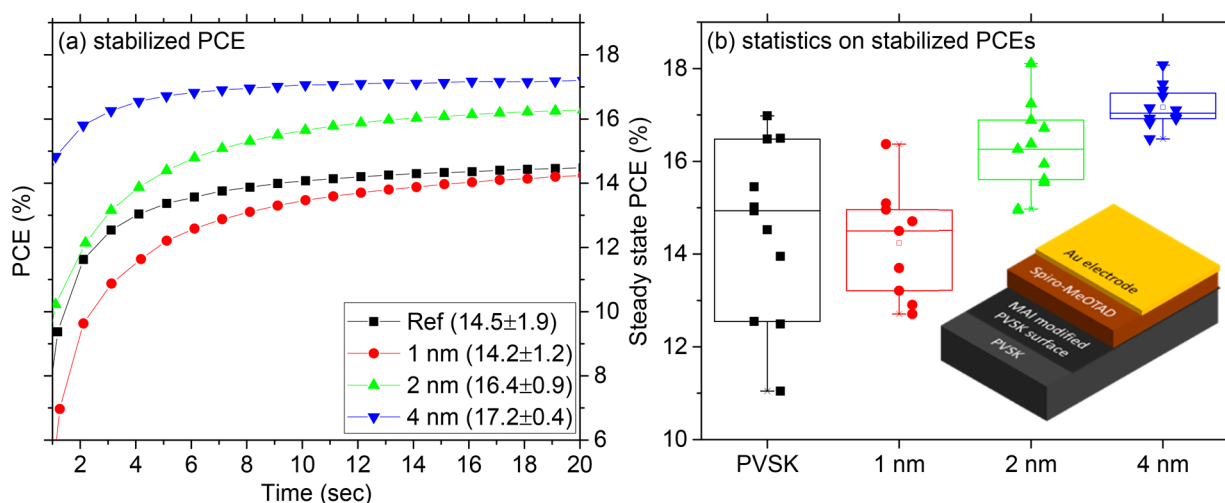 (a) stabilized PCE
PCE (%)
18
16
14
12
10
8
6
2 4 6 8 10 12 14 16 18 20
Time (sec)
Ref (14.5±1.9)
1 nm (14.2±1.2)
2 nm (16.4±0.9)
4 nm (17.2±0.4)
(b) statistics on stabilized PCEs
Steady state PCE (%)
18
16
14
12
10
PVSK 1 nm 2 nm 4 nm
Au electrode
Spiro-MeOTAD
MAI modified
PVSK surface
PVSK